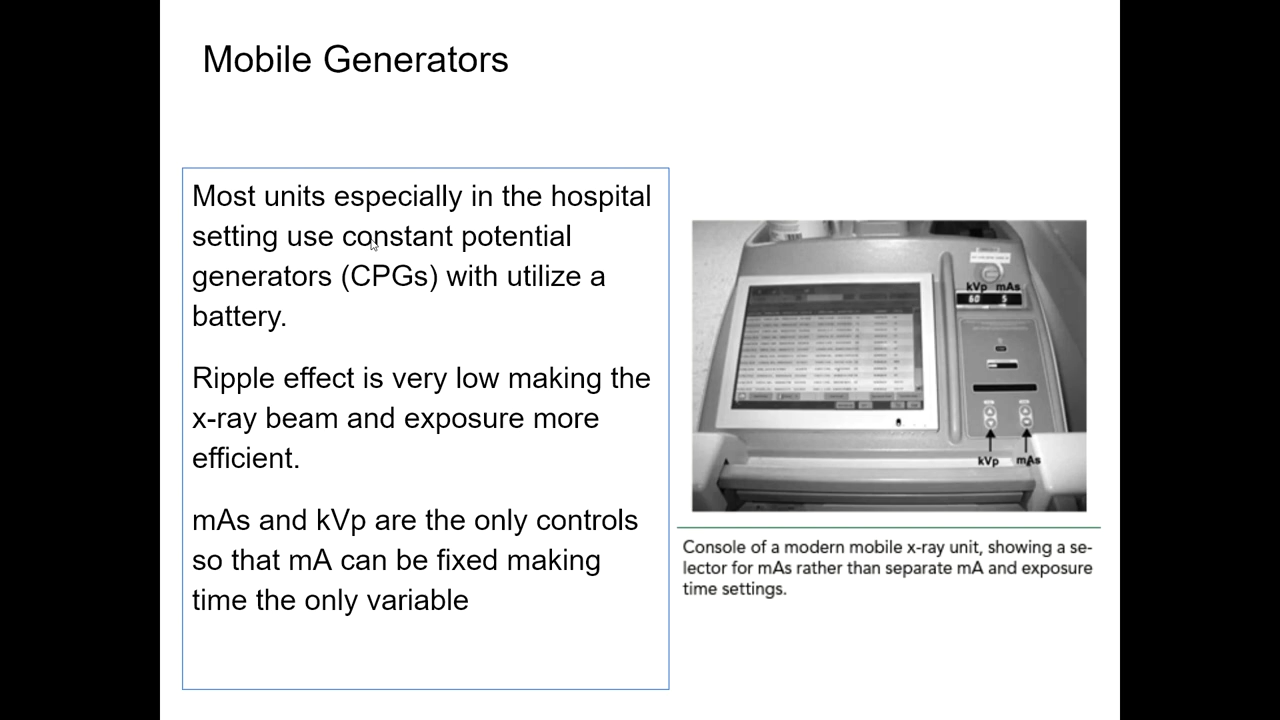 Mobile Generators
Most units especially in the hospital
setting use constant potential
generators (CPGs) with utilize a
battery.
Ripple effect is very low making the
x-ray beam and exposure more
efficient.
mAs and kVp are the only controls
so that mA can be fixed making
time the only variable
kVp mAs
60 5
kVp mAs
Console of a modern mobile x-ray unit, showing a se-
lector for mAs rather than separate mA and exposure
time settings.